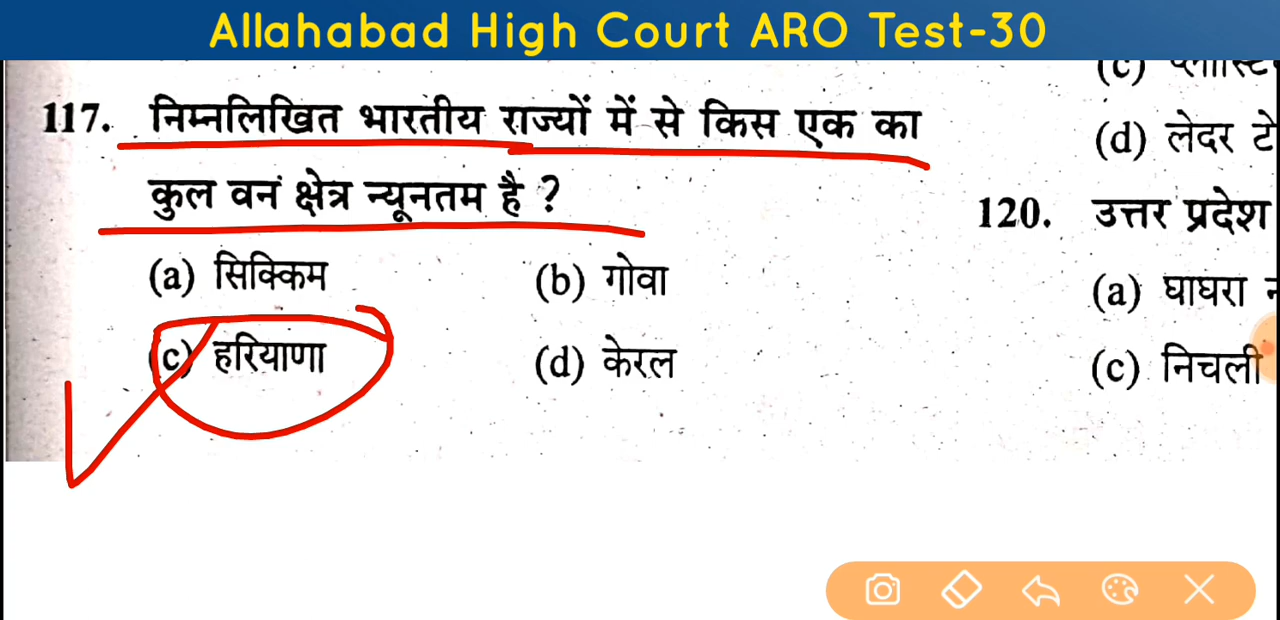 Allahabad High Court ARO Test-30
117. निम्नलिखित भारतीय राज्यों में से किस एक का
कुल वन क्षेत्र न्यूनतम है ?
(a) सिक्किम
(b) गोवा
(c) हरियाणा
(d) केरल
(c)
(d) लेदर
120. उत्तर प्रदेश
(a) घाघरा
(c) निचली